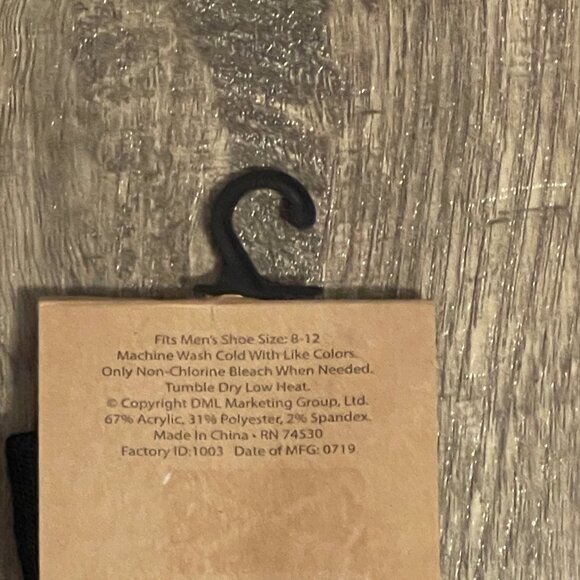 Fits Men's Shoe Size: 8-12
Machine Wash Cold With Like Colors.
Only Non-Chlorine Bleach When Needed.
Tumble Dry Low Heat.
© Copyright DML Marketing Group, Ltd.
67% Acrylic, 31% Polyester, 2% Spandex.
Made In China • RN 74530
Factory ID:1003 Date of MFG: 0719